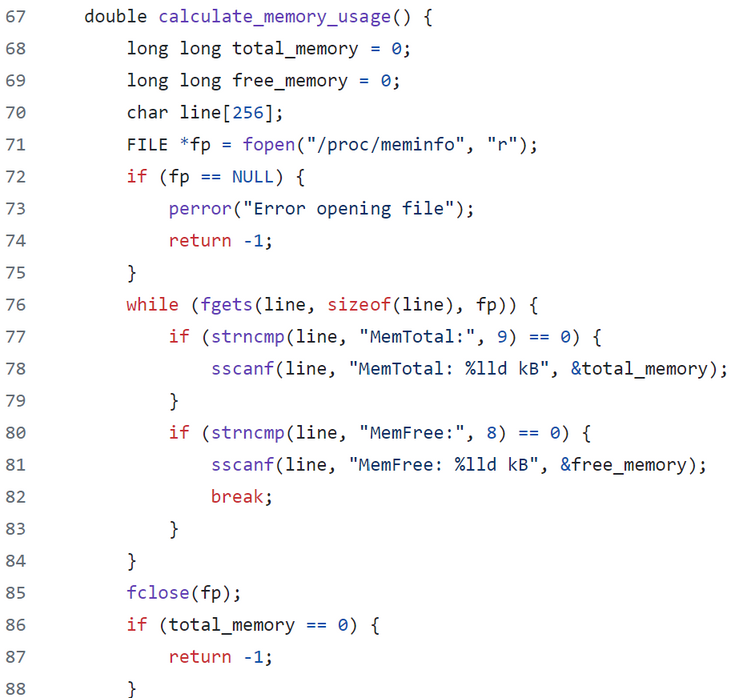 67 double calculate_memory_usage() {
68 long long total_memory = 0;
69 long long free_memory = 0;
70 char line[256];
71 FILE *fp = fopen("/proc/meminfo", "r");
72 if (fp == NULL) {
73 perror("Error opening file");
74 return -1;
75 }
76 while (fgets(line, sizeof(line), fp)) {
77 if (strncmp(line, "MemTotal:", 9) == 0) {
78 sscanf(line, "MemTotal: %lld kB", &total_memory);
79 }
80 if (strncmp(line, "MemFree:", 8) == 0) {
81 sscanf(line, "MemFree: %lld kB", &free_memory);
82 break;
83 }
84 }
85 fclose(fp);
86 if (total_memory == 0) {
87 return -1;
88 }